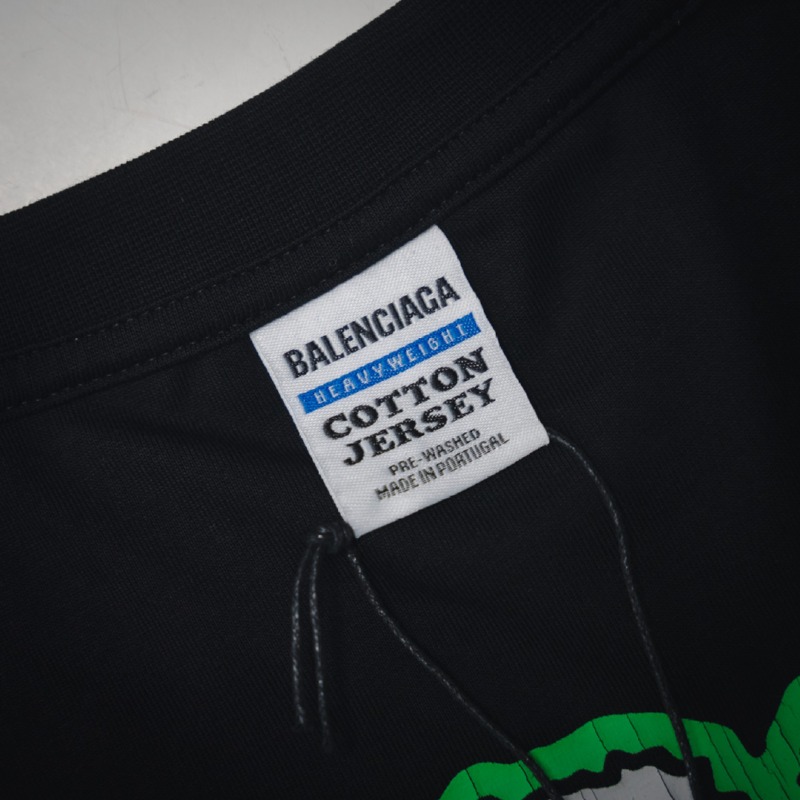 BALENCIAGA
HEAVYWEIGHT
COTTON
JERSEY
PRE-WASHED
MADE IN PORTUGAL